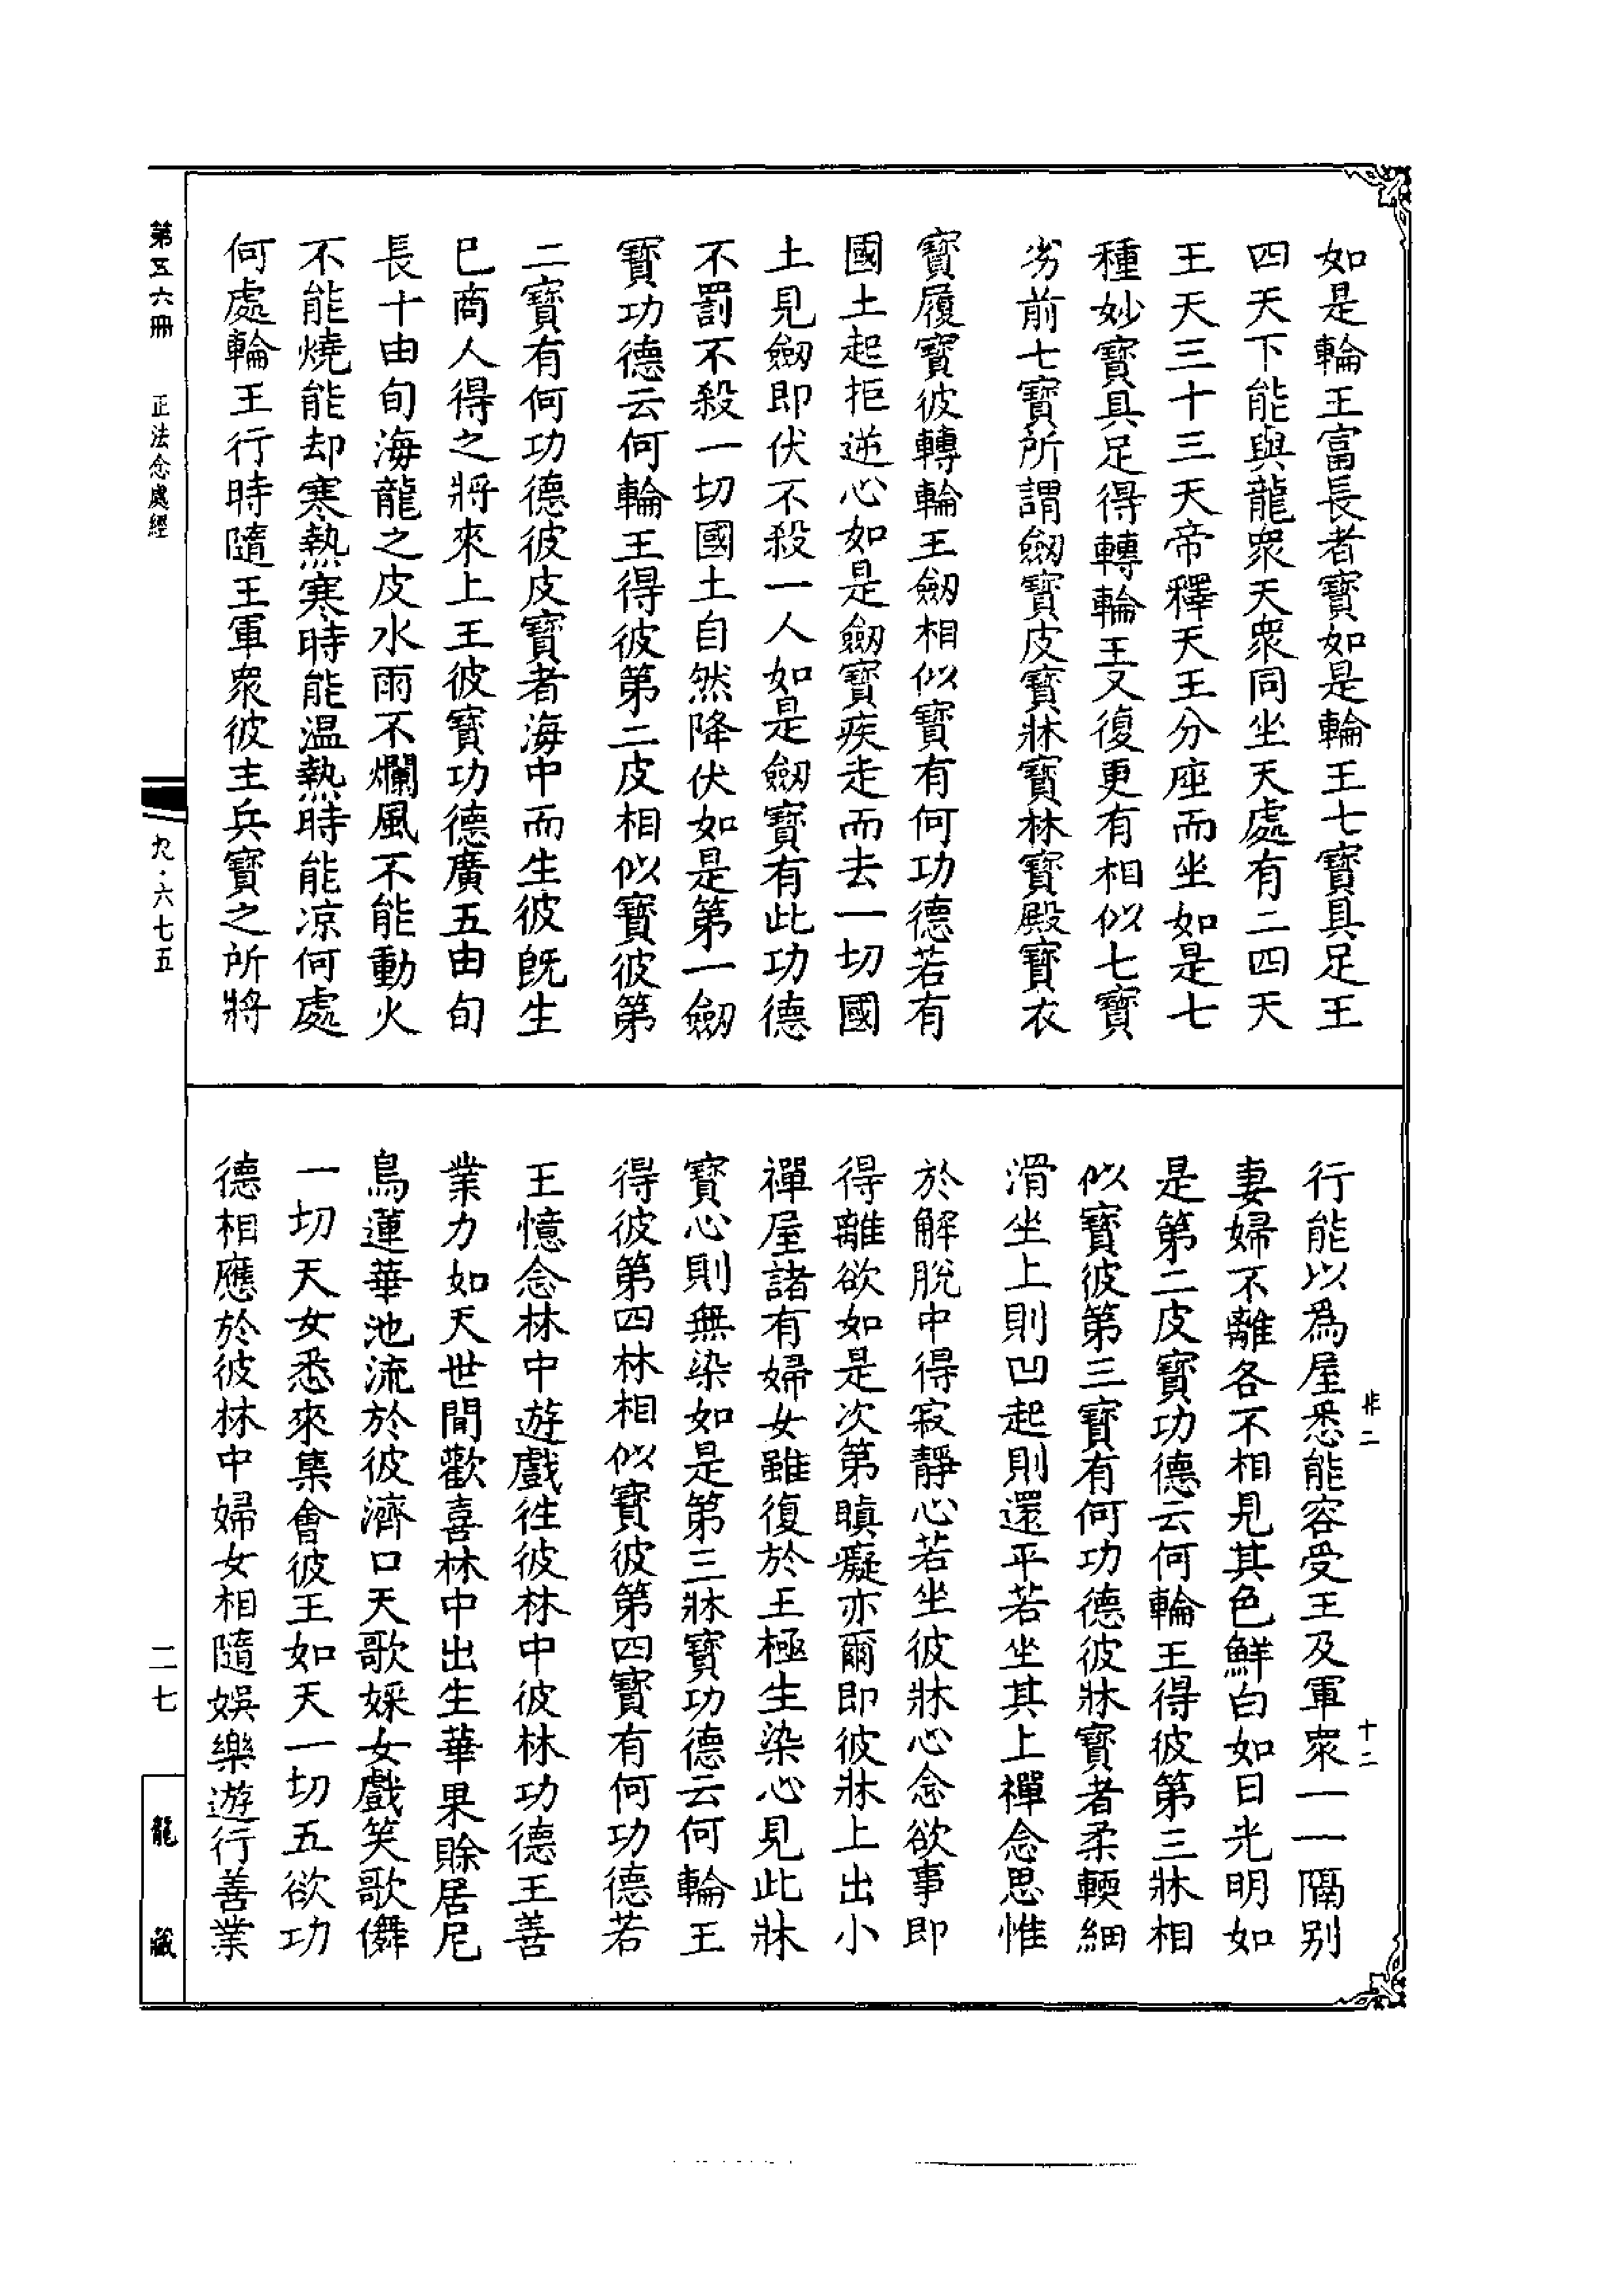 如是輪王富長者寶如是輪王七寶具足王
四天下能與龍眾天眾同坐天處有二四天
王天三十三天帝釋天王分座而坐如是七
種妙寶具足得轉輪王又復更有相似七寶
劣前七寶所謂劒寶皮寶牀寶林寶殿寶衣
寶履寶彼轉輪王劒相似寶有何功德若有
國土起拒逆心如是劒寶疾走而去一切國
土見劒即伏不殺一人如是劒寶有此功德
不罰不殺一切國土自然降伏如是第一劒
寶功德云何輪王得彼第二皮相似寶彼第
二寶有何功德彼皮寶者海中而生彼旣生
已商人得之將來上王彼寶功德廣五由旬
長十由旬海龍之皮水雨不爛風不能動火
不能燒能却寒熱寒時能温熱時能凉何處
何處輪王行時隨王軍眾彼主兵寶之所將
行能以為屋悉能容受王及軍眾一一隔别
妻婦不離各不相見其色鮮白如日光明如
是第二皮寶功德云何輪王得彼第三牀相
似寶彼第三寶有何功德彼牀寶者柔輭細
滑坐上則凹起則還平若坐其上禪念思惟
於解脫中得寂靜心若坐彼牀心念欲事即
得離欲如是次第瞋癡亦爾即彼牀上出小
禪屋諸有婦女雖復於王極生染心見此牀
寶心則無染如是第三牀寶功德云何輪王
得彼第四林相似寶彼第四寶有何功德若
王憶念林中遊戲徃彼林中彼林功德王善
業力如天世間歡喜林中出生華果賒居尼
鳥蓮華池流於彼濟口天歌婇女戲笑歌儛
一切天女悉來集會彼王如天一切五欲功
德相應於彼林中婦女相隨娛樂遊行善業
非二
十二
第五六冊
正法念處經
九·六七五
二七
龍藏